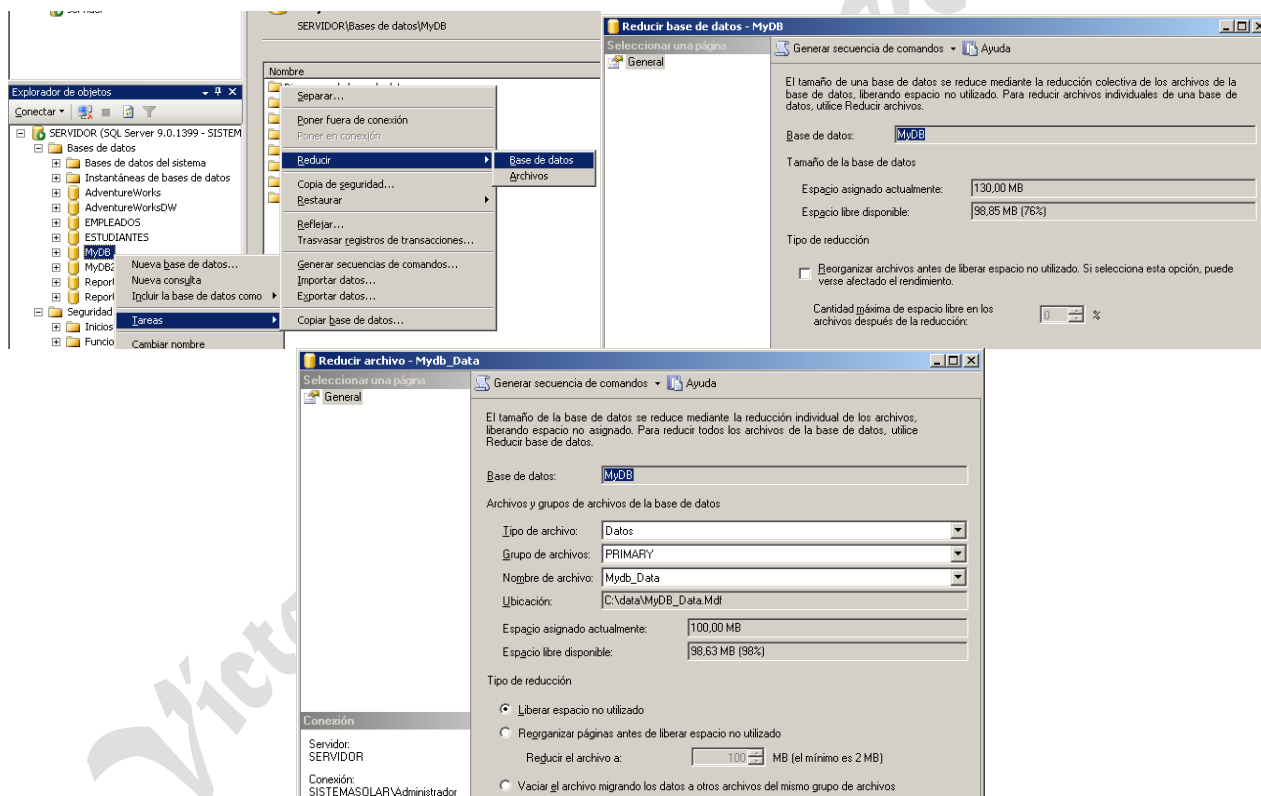 SERVIDOR\Bases de datos\MyDB
Nombre
Explorador de objetos
Conectar
SERVIDOR (SQL Server 9.0.1399 - SISTEM
Bases de datos
Bases de datos del sistema
Instantáneas de bases de datos
AdventureWorks
AdventureWorksDW
EMPLEADOS
ESTUDIANTES
MyDB
MyDB2
Report
Report
Seguridad
Inicios
Funcio
Nueva base de datos...
Nueva consulta
Incluir la base de datos como
Tareas
Cambiar nombre
Separar...
Poner fuera de conexión
Poner en conexión
Reducir
Copia de seguridad...
Restaurar
Reflejar...
Trasvasar registros de transacciones...
Generar secuencias de comandos...
Importar datos...
Exportar datos...
Copiar base de datos...
Base de datos
Archivos
Reducir base de datos - MyDB
Seleccionar una página
General
Generar secuencia de comandos
Ayuda
El tamaño de una base de datos se reduce mediante la reducción colectiva de los archivos de la
base de datos, liberando espacio no utilizado. Para reducir archivos individuales de una base de
datos, utilice Reducir archivos.
Base de datos: MyDB
Tamaño de la base de datos
Espacio asignado actualmente: 130,00 MB
Espacio libre disponible: 98,85 MB (76%)
Tipo de reducción
Reorganizar archivos antes de liberar espacio no utilizado. Si selecciona esta opción, puede
verse afectado el rendimiento.
Cantidad máxima de espacio libre en los
archivos después de la reducción: 0 %
Reducir archivo - Mydb_Data
Seleccionar una página
General
Generar secuencia de comandos
Ayuda
El tamaño de la base de datos se reduce mediante la reducción individual de los archivos,
liberando espacio no asignado. Para reducir todos los archivos de la base de datos, utilice
Reducir base de datos.
Base de datos: MyDB
Archivos y grupos de archivos de la base de datos
Tipo de archivo: Datos
Grupo de archivos: PRIMARY
Nombre de archivo: Mydb_Data
Ubicación: C:\data\MyDB_Data.Mdf
Espacio asignado actualmente: 100,00 MB
Espacio libre disponible: 98,63 MB (98%)
Tipo de reducción
Liberar espacio no utilizado
Reorganizar páginas antes de liberar espacio no utilizado
Reducir el archivo a: 100 MB (el mínimo es 2 MB)
Vaciar el archivo migrando los datos a otros archivos del mismo grupo de archivos
Conexión
Servidor:
SERVIDOR
Conexión:
SISTEMASOLAR\Administrador